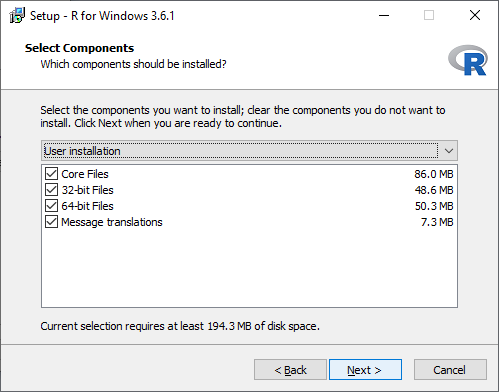 Setup - R for Windows 3.6.1
Select Components
Which components should be installed?
R
Select the components you want to install; clear the components you do not want to
install. Click Next when you are ready to continue.
User installation
Core Files 86.0 MB
32-bit Files 48.6 MB
64-bit Files 50.3 MB
Message translations 7.3 MB
Current selection requires at least 194.3 MB of disk space.
< Back Next > Cancel